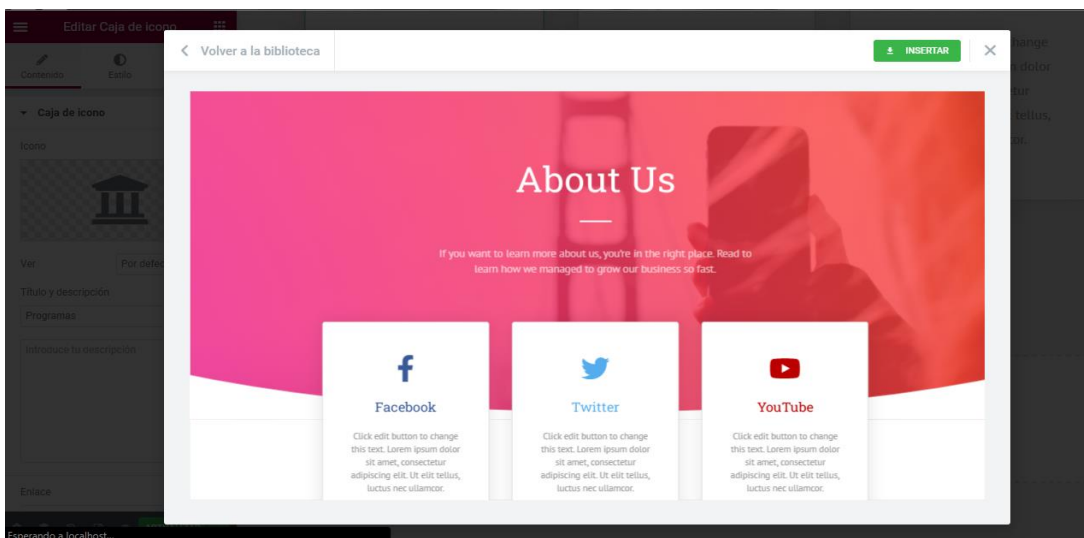 Editar Caja de icono
Contenido
Estilo
Caja de icono
Icono
Ver
Por defec
Título y descripción
Programas
Introduce tu descripción
Enlace
Esperando a localhost...
Volver a la biblioteca
INSERTAR
About Us
If you want to learn more about us, you're in the right place. Read to
learn how we managed to grow our business so fast.
Facebook
Click edit button to change
this text. Lorem ipsum dolor
sit amet, consectetur
adipiscing elit. Ut elit tellus,
luctus nec ullamcor.
Twitter
Click edit button to change
this text. Lorem ipsum dolor
sit amet, consectetur
adipiscing elit. Ut elit tellus,
luctus nec ullamcor.
YouTube
Click edit button to change
this text. Lorem ipsum dolor
sit amet, consectetur
adipiscing elit. Ut elit tellus,
luctus nec ullamcor.
hange
dolor
tur
tellus,
or.